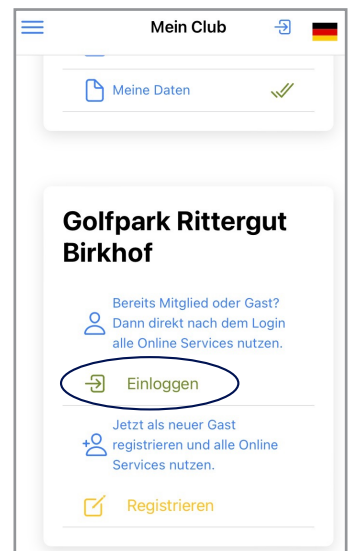 Mein Club
Meine Daten
Golfpark Rittergut
Birkhof
Bereits Mitglied oder Gast?
Dann direkt nach dem Login
alle Online Services nutzen.
Einloggen
Jetzt als neuer Gast
registrieren und alle Online
Services nutzen.
Registrieren